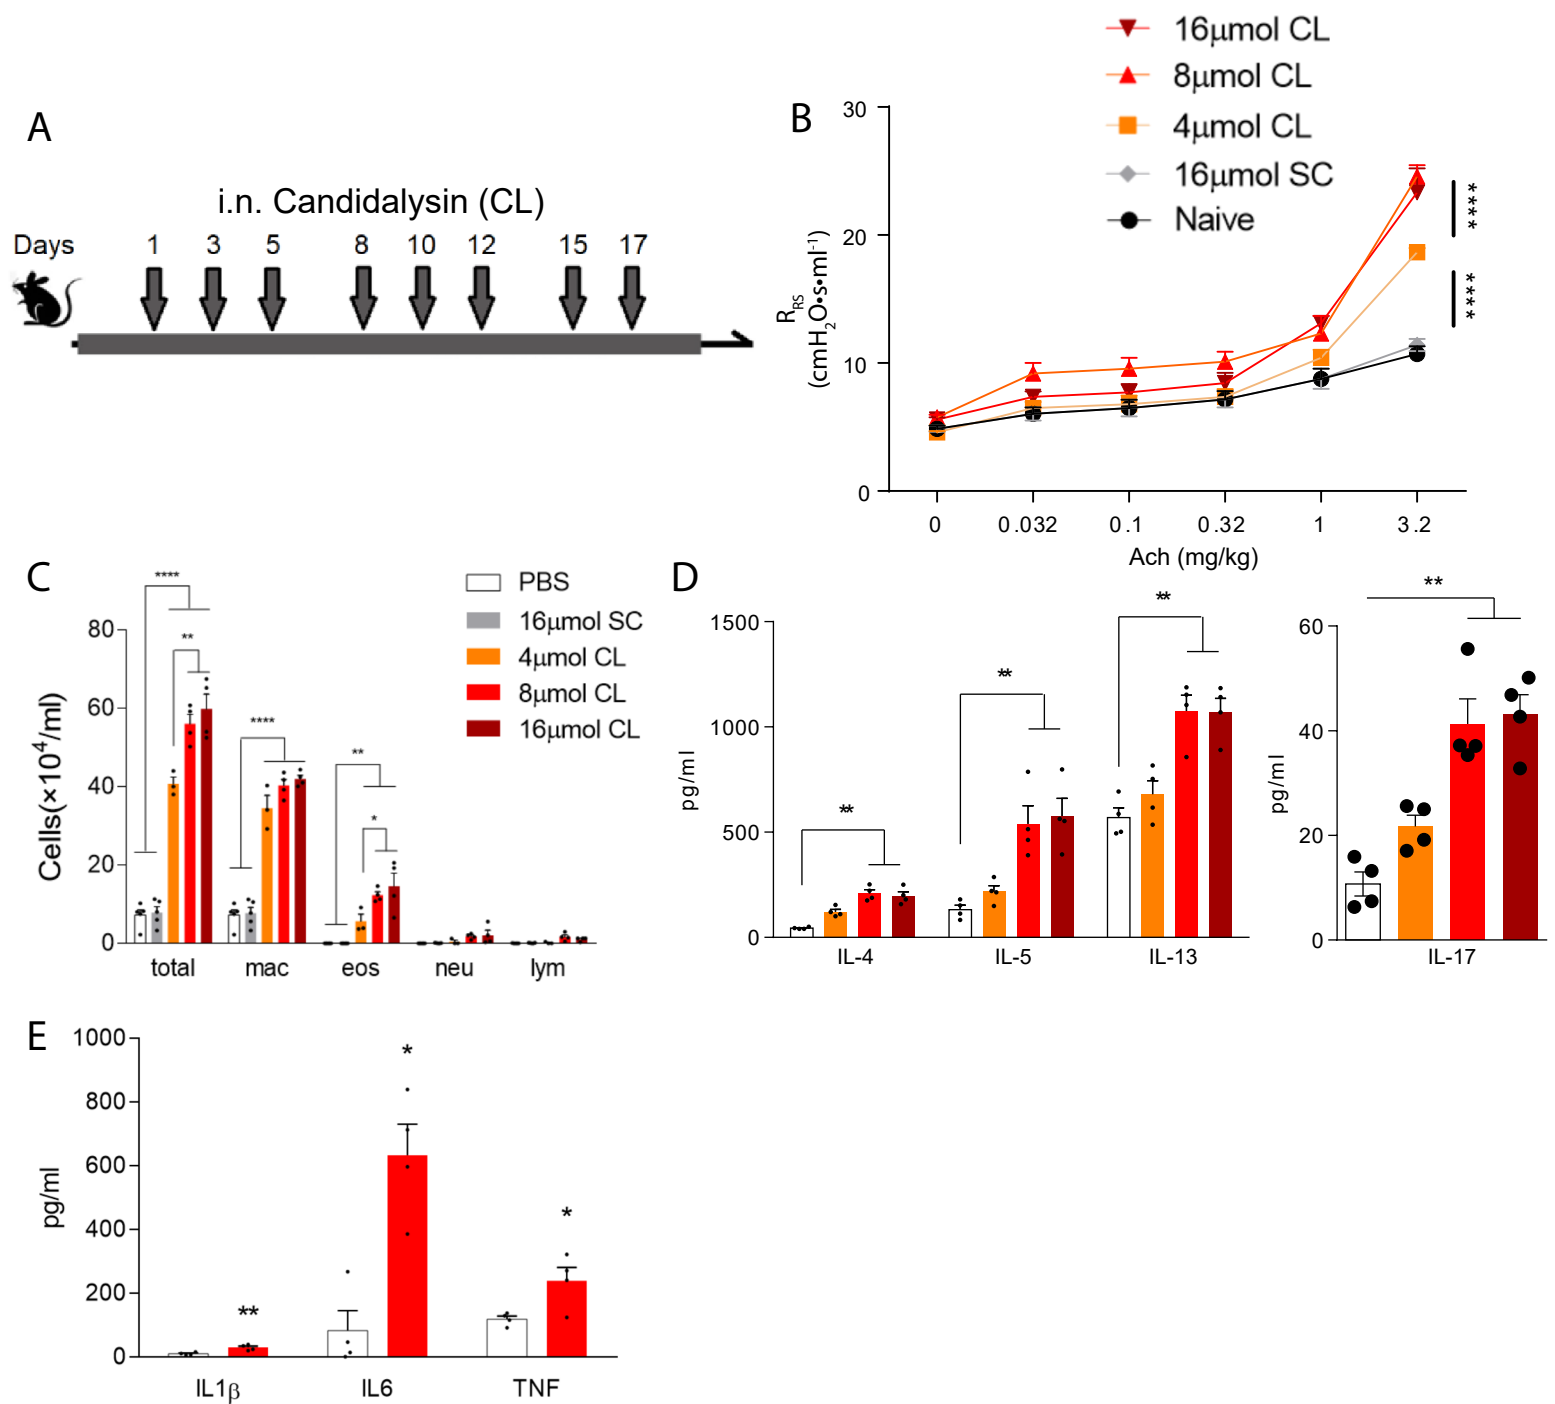 A
i.n. Candidalysin (CL)
Days 1 3 5 8 10 12 15 17
B
16μmol CL
8μmol CL
4μmol CL
16μmol SC
Naive
30
20
10
0
R_RS
(cmH₂O•s•ml⁻¹)
****
****
0 0.032 0.1 0.32 1 3.2
Ach (mg/kg)
C
PBS
16μmol SC
4μmol CL
8μmol CL
16μmol CL
****
**
****
**
*
80
60
40
20
0
Cells(×10⁴/ml)
total mac eos neu lym
D
1500
1000
500
0
pg/ml
**
**
**
IL-4 IL-5 IL-13
**
60
40
20
0
pg/ml
IL-17
E
1000
800
600
400
200
0
pg/ml
**
*
*
IL1β IL6 TNF